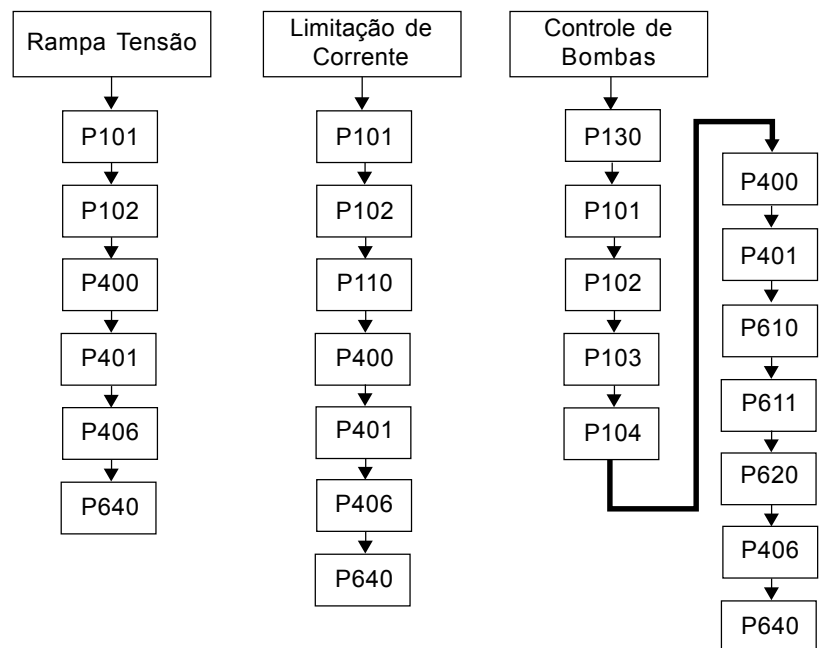 Rampa Tensão
P101
P102
P400
P401
P406
P640
Limitação de
Corrente
P101
P102
P110
P400
P401
P406
P640
Controle de
Bombas
P130
P101
P102
P103
P104
P400
P401
P610
P611
P620
P406
P640